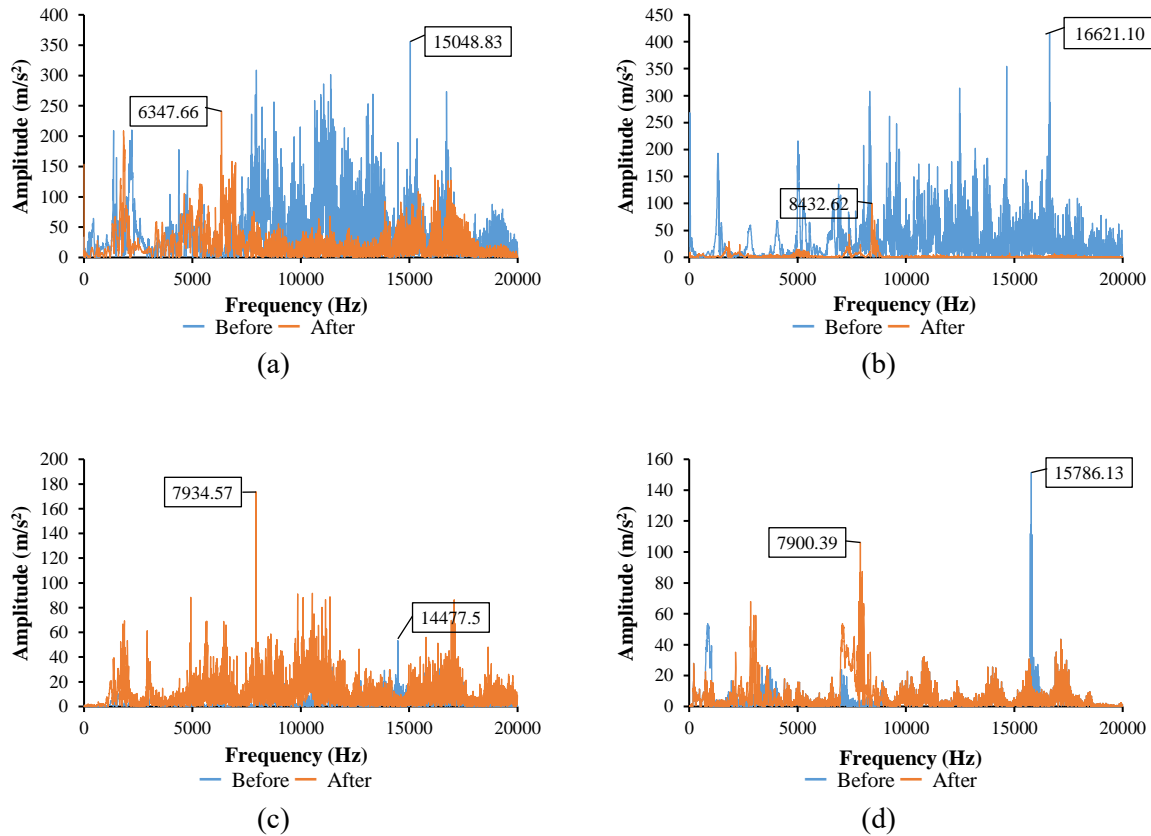 400
350
300
250
200
150
100
50
0
Amplitude (m/s²)
15048.83
6347.66
0 5000 10000 15000 20000
Frequency (Hz)
Before After
(a)
450
400
350
300
250
200
150
100
50
0
Amplitude (m/s²)
16621.10
8432.62
0 5000 10000 15000 20000
Frequency (Hz)
Before After
(b)
200
180
160
140
120
100
80
60
40
20
0
Amplitude (m/s²)
7934.57
14477.5
0 5000 10000 15000 20000
Frequency (Hz)
Before After
(c)
160
140
120
100
80
60
40
20
0
Amplitude (m/s²)
15786.13
7900.39
0 5000 10000 15000 20000
Frequency (Hz)
Before After
(d)